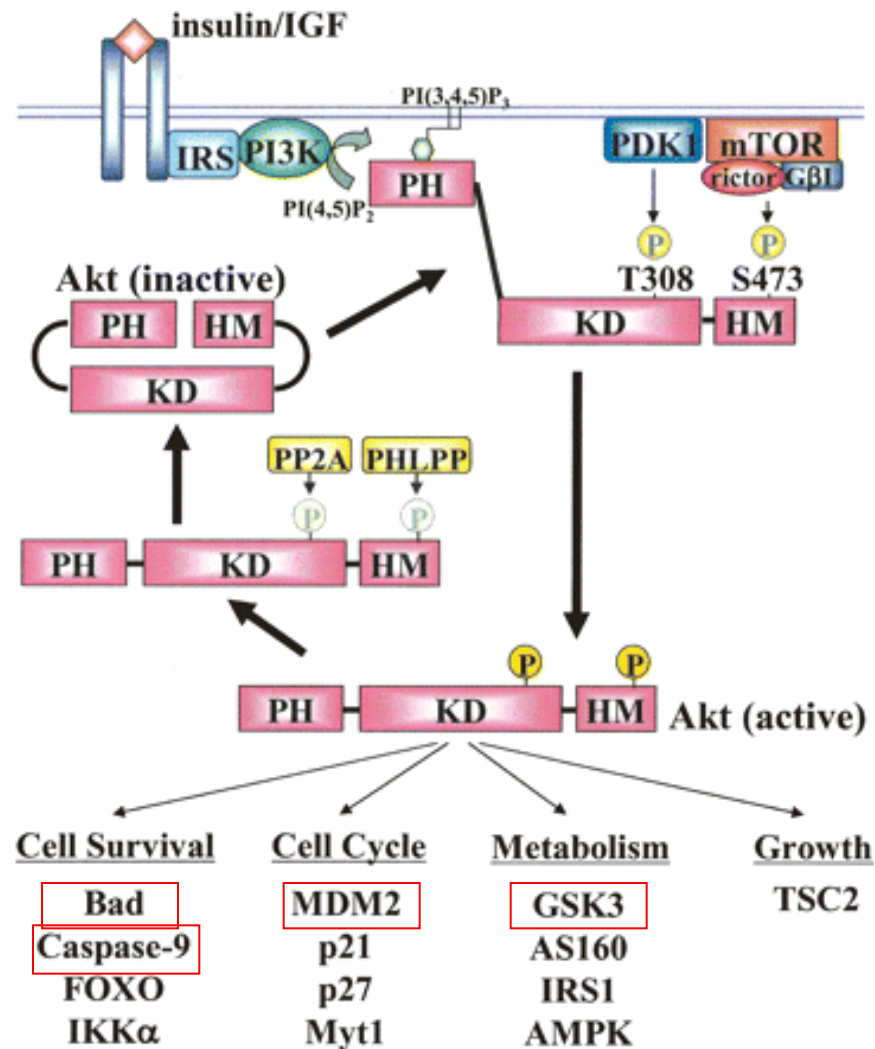 insulin/IGF
PI(3,4,5)P3
IRS PI3K
PDK1 mTOR
rictor GβL
PH
PI(4,5)P2
P P
T308 S473
KD HM
Akt (inactive)
PH HM
KD
PP2A PHLPP
P P
PH KD HM
P P
PH KD HM
Akt (active)
Cell Survival Cell Cycle Metabolism Growth
Bad MDM2 GSK3 TSC2
Caspase-9 p21 AS160
FOXO p27 IRS1
IKKα Myt1 AMPK